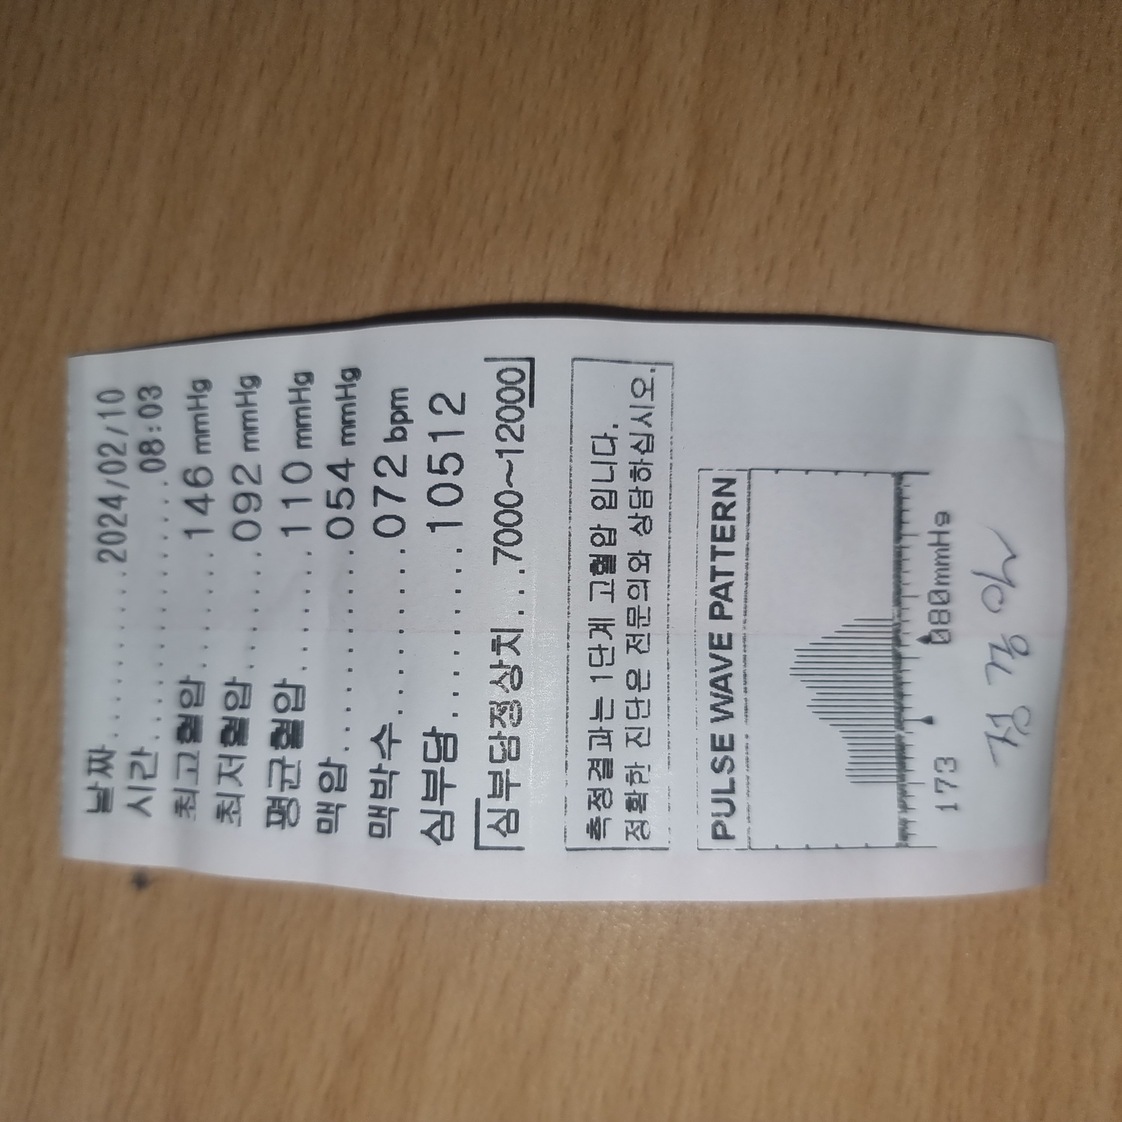 날짜...........2024/02/10
시간...................08:03
최고혈압........146 mmHg
최저혈압........092 mmHg
평균혈압........110 mmHg
맥압............054 mmHg
맥박수..........072 bpm
심부담..........10512
심부담정상치...7000~12000
측정결과는 1단계 고혈압 입니다.
정확한 진단은 전문의와 상담하십시오.
PULSE WAVE PATTERN
173 080mmHg